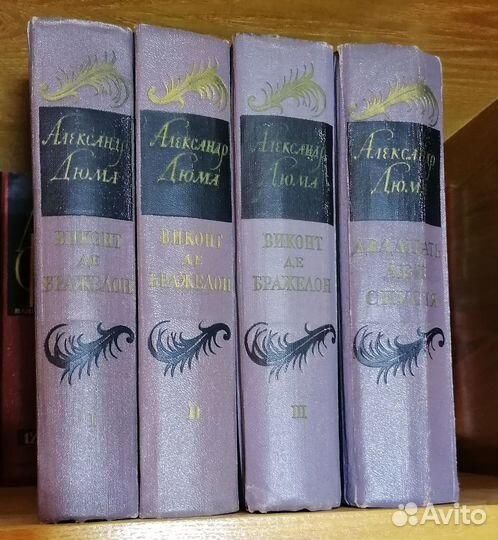 Александр
Дюма
Виконт
де
Бражелон
I
Александр
Дюма
Виконт
де
Бражелон
II
Александр
Дюма
Виконт
де
Бражелон
III
Александр
Дюма
Двадцать
лет
спустя
Avito